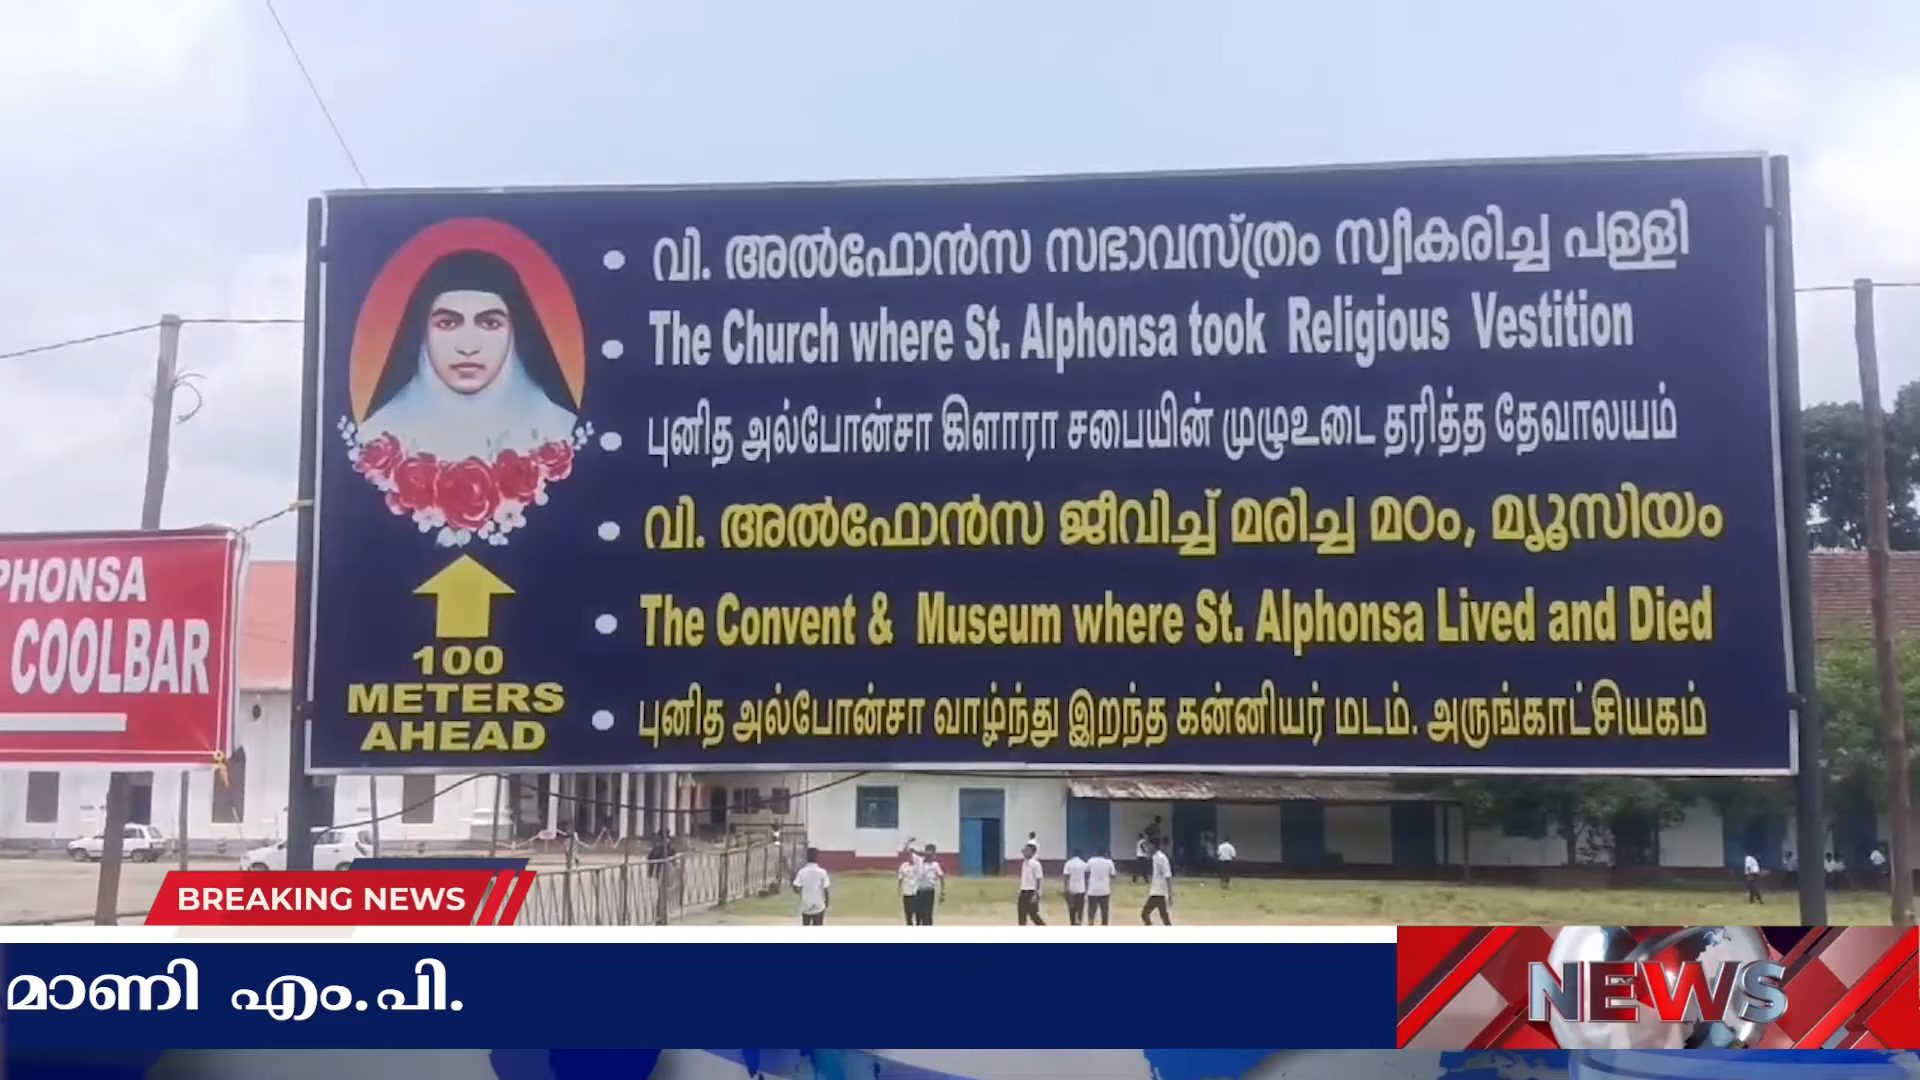 വി. അൽഫോൻസ സഭാവസ്ത്രം സ്വീകരിച്ച പള്ളി
The Church where St. Alphonsa took Religious Vestition
புனித அல்போன்சா கிளாரா சபையின் முழுஉடை தரித்த தேவாலயம்
വി. അൽഫോൻസ ജീവിച്ച് മരിച്ച മഠം, മ്യൂസിയം
The Convent & Museum where St. Alphonsa Lived and Died
புனித அல்போன்சா வாழ்ந்து இறந்த கன்னியர் மடம். அருங்காட்சியகம்
100
METERS
AHEAD
PHONSA
COOLBAR
BREAKING NEWS
മാണി എം.പി.
NEWS